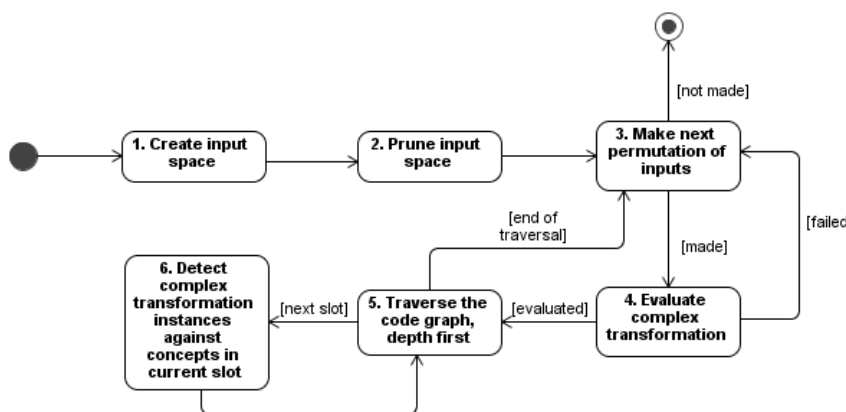 [not made]
1. Create input
space
2. Prune input
space
3. Make next
permutation of
inputs
[end of
traversal]
[made]
[failed]
6. Detect
complex
transformation
instances
against
concepts in
current slot
[next slot]
5. Traverse the
code graph,
depth first
[evaluated]
4. Evaluate
complex
transformation